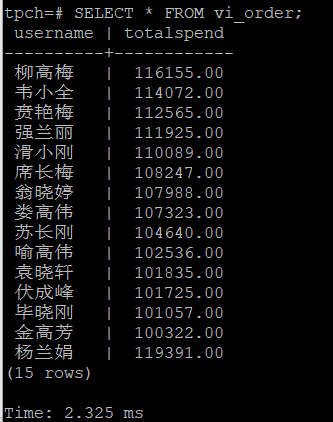 tpch=# SELECT * FROM vi_order;
username | totalspend
----------+------------
柳高梅 | 116155.00
韦小全 | 114072.00
贲艳梅 | 112565.00
强兰丽 | 111925.00
滑小刚 | 110089.00
席长梅 | 108247.00
翁晓婷 | 107988.00
娄高伟 | 107323.00
苏长刚 | 104640.00
喻高伟 | 102536.00
袁晓轩 | 101835.00
伏成峰 | 101725.00
毕晓刚 | 101057.00
金高芳 | 100322.00
杨兰娟 | 119391.00
(15 rows)
Time: 2.325 ms